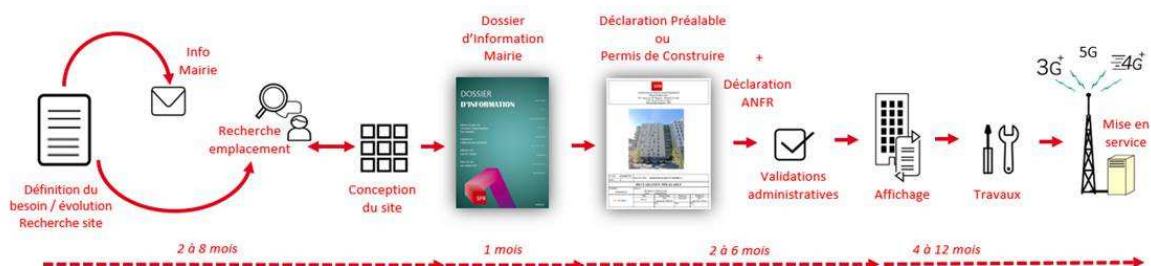 Info
Mairie
Définition du
besoin / évolution
Recherche site
Recherche
emplacement
Conception
du site
Dossier
d'Information
Mairie
DOSSIER
D'INFORMATION
SFR
Déclaration Préalable
ou
Permis de Construire
+
Déclaration
ANFR
SFR
Validations
administratives
Affichage
Travaux
3G+
5G
4G+
Mise en
service
2 à 8 mois
1 mois
2 à 6 mois
4 à 12 mois